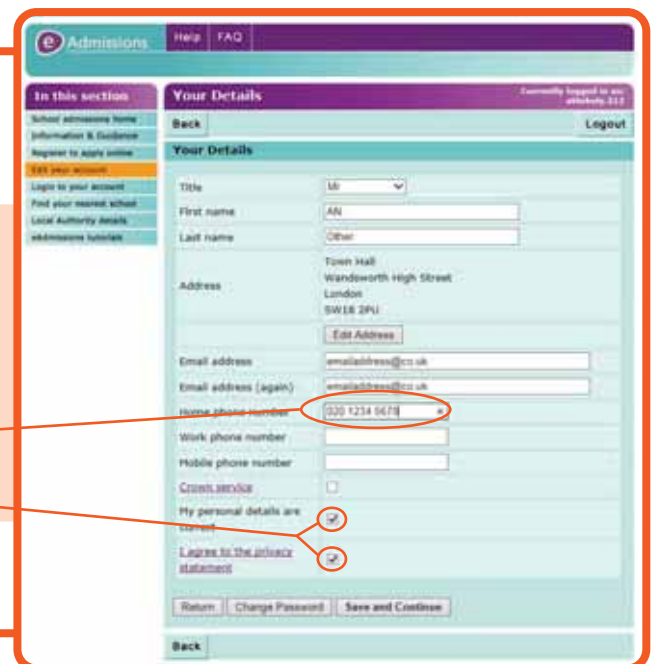 e Admissions
Help FAQ
In this section
School admissions home
Information & Guidance
Register to apply online
Edit your account
Login to your account
Find your nearest school
Local Authority details
eAdmissions tutorials
Your Details
Currently logged in as:
Back
Logout
Your Details
Title Mr
First name AN
Last name Other
Address
Town Hall
Wandsworth High Street
London
SW18 2PU
Edit Address
Email address emailaddress@co.uk
Email address (again) emailaddress@co.uk
Home phone number 020 1234 5678 ×
Work phone number
Mobile phone number
Crown service
My personal details are
correct
I agree to the privacy
statement
Return Change Password Save and Continue
Back